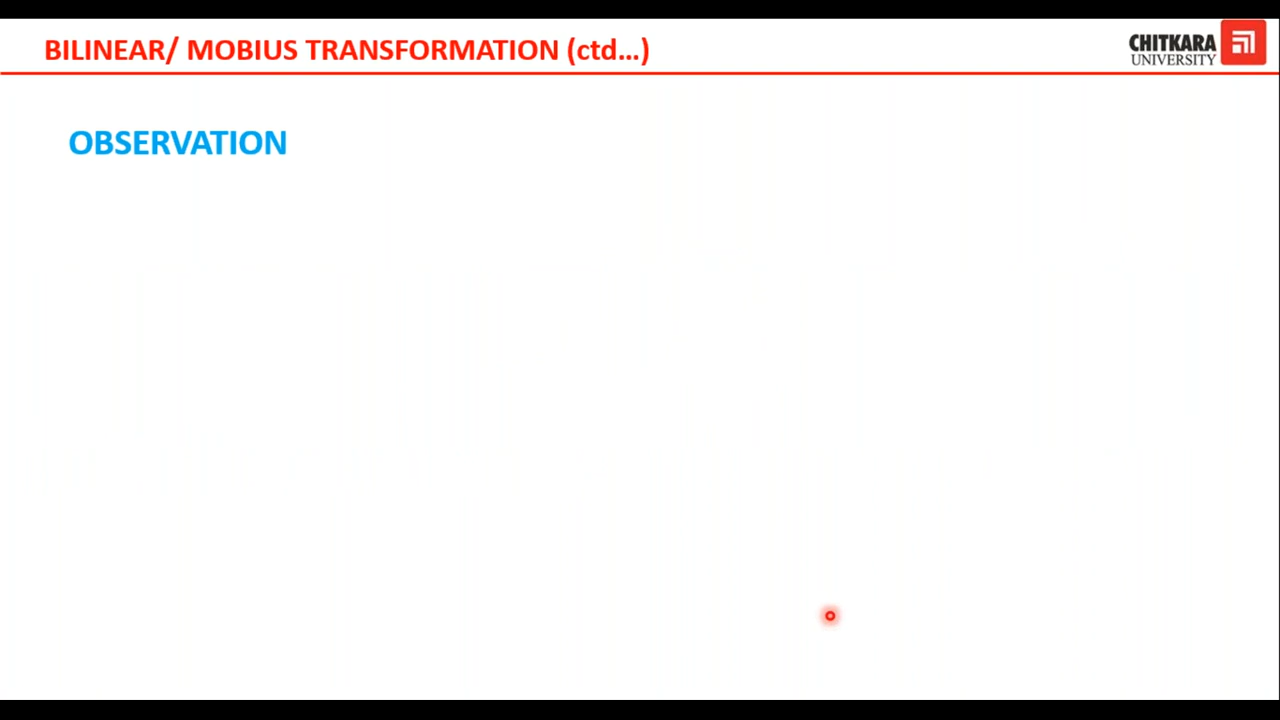 BILINEAR/ MOBIUS TRANSFORMATION (ctd...)
CHITKARA
UNIVERSITY
OBSERVATION